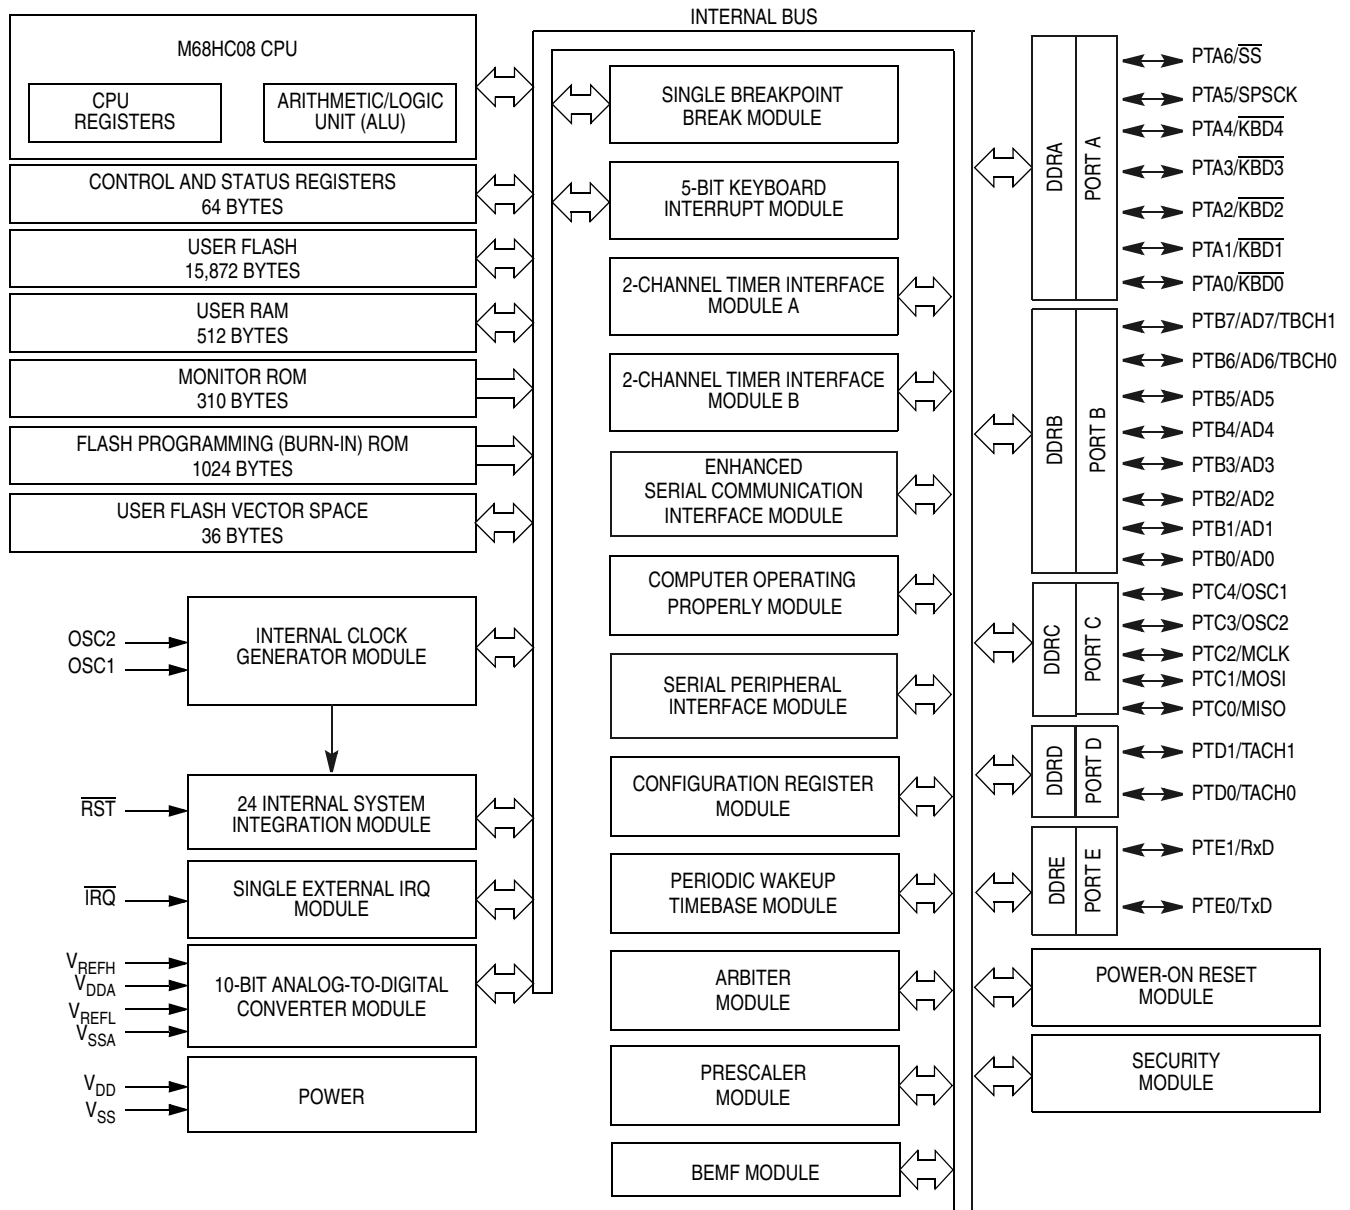 INTERNAL BUS
M68HC08 CPU
CPU
REGISTERS
ARITHMETIC/LOGIC
UNIT (ALU)
CONTROL AND STATUS REGISTERS
64 BYTES
USER FLASH
15,872 BYTES
USER RAM
512 BYTES
MONITOR ROM
310 BYTES
FLASH PROGRAMMING (BURN-IN) ROM
1024 BYTES
USER FLASH VECTOR SPACE
36 BYTES
OSC2
OSC1
INTERNAL CLOCK
GENERATOR MODULE
R̅S̅T̅
24 INTERNAL SYSTEM
INTEGRATION MODULE
I̅R̅Q̅
SINGLE EXTERNAL IRQ
MODULE
VREFH
VDDA
VREFL
VSSA
10-BIT ANALOG-TO-DIGITAL
CONVERTER MODULE
VDD
VSS
POWER
SINGLE BREAKPOINT
BREAK MODULE
5-BIT KEYBOARD
INTERRUPT MODULE
2-CHANNEL TIMER INTERFACE
MODULE A
2-CHANNEL TIMER INTERFACE
MODULE B
ENHANCED
SERIAL COMMUNICATION
INTERFACE MODULE
COMPUTER OPERATING
PROPERLY MODULE
SERIAL PERIPHERAL
INTERFACE MODULE
CONFIGURATION REGISTER
MODULE
PERIODIC WAKEUP
TIMEBASE MODULE
ARBITER
MODULE
PRESCALER
MODULE
BEMF MODULE
DDRA
PORT A
PTA6/S̅S̅
PTA5/SPSCK
PTA4/K̅B̅D̅4̅
PTA3/K̅B̅D̅3̅
PTA2/K̅B̅D̅2̅
PTA1/K̅B̅D̅1̅
PTA0/K̅B̅D̅0̅
DDRB
PORT B
PTB7/AD7/TBCH1
PTB6/AD6/TBCH0
PTB5/AD5
PTB4/AD4
PTB3/AD3
PTB2/AD2
PTB1/AD1
PTB0/AD0
DDRC
PORT C
PTC4/OSC1
PTC3/OSC2
PTC2/MCLK
PTC1/MOSI
PTC0/MISO
DDRD
PORT D
PTD1/TACH1
PTD0/TACH0
DDRE
PORT E
PTE1/RxD
PTE0/TxD
POWER-ON RESET
MODULE
SECURITY
MODULE